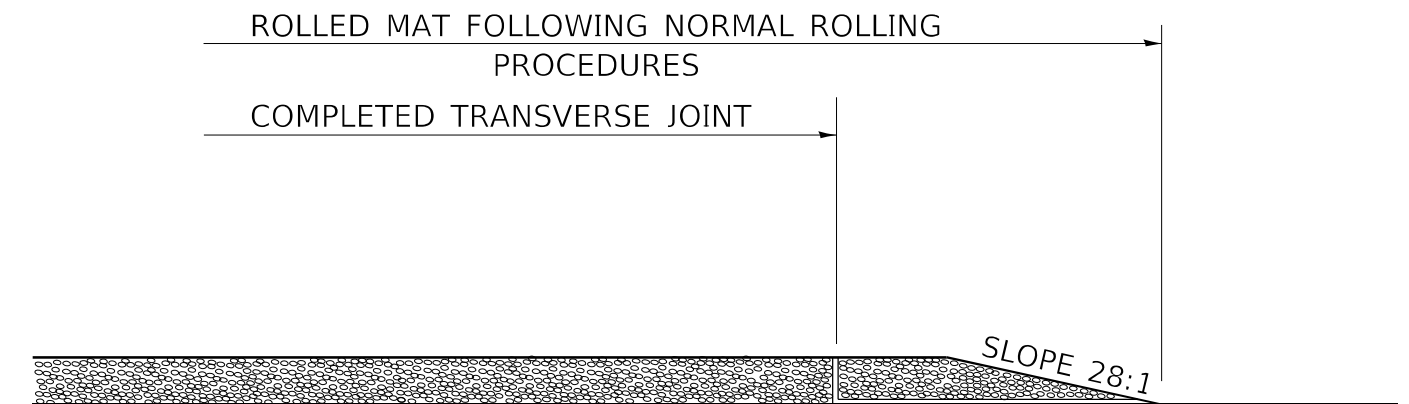 ROLLED MAT FOLLOWING NORMAL ROLLING
PROCEDURES
COMPLETED TRANSVERSE JOINT
SLOPE 28:1